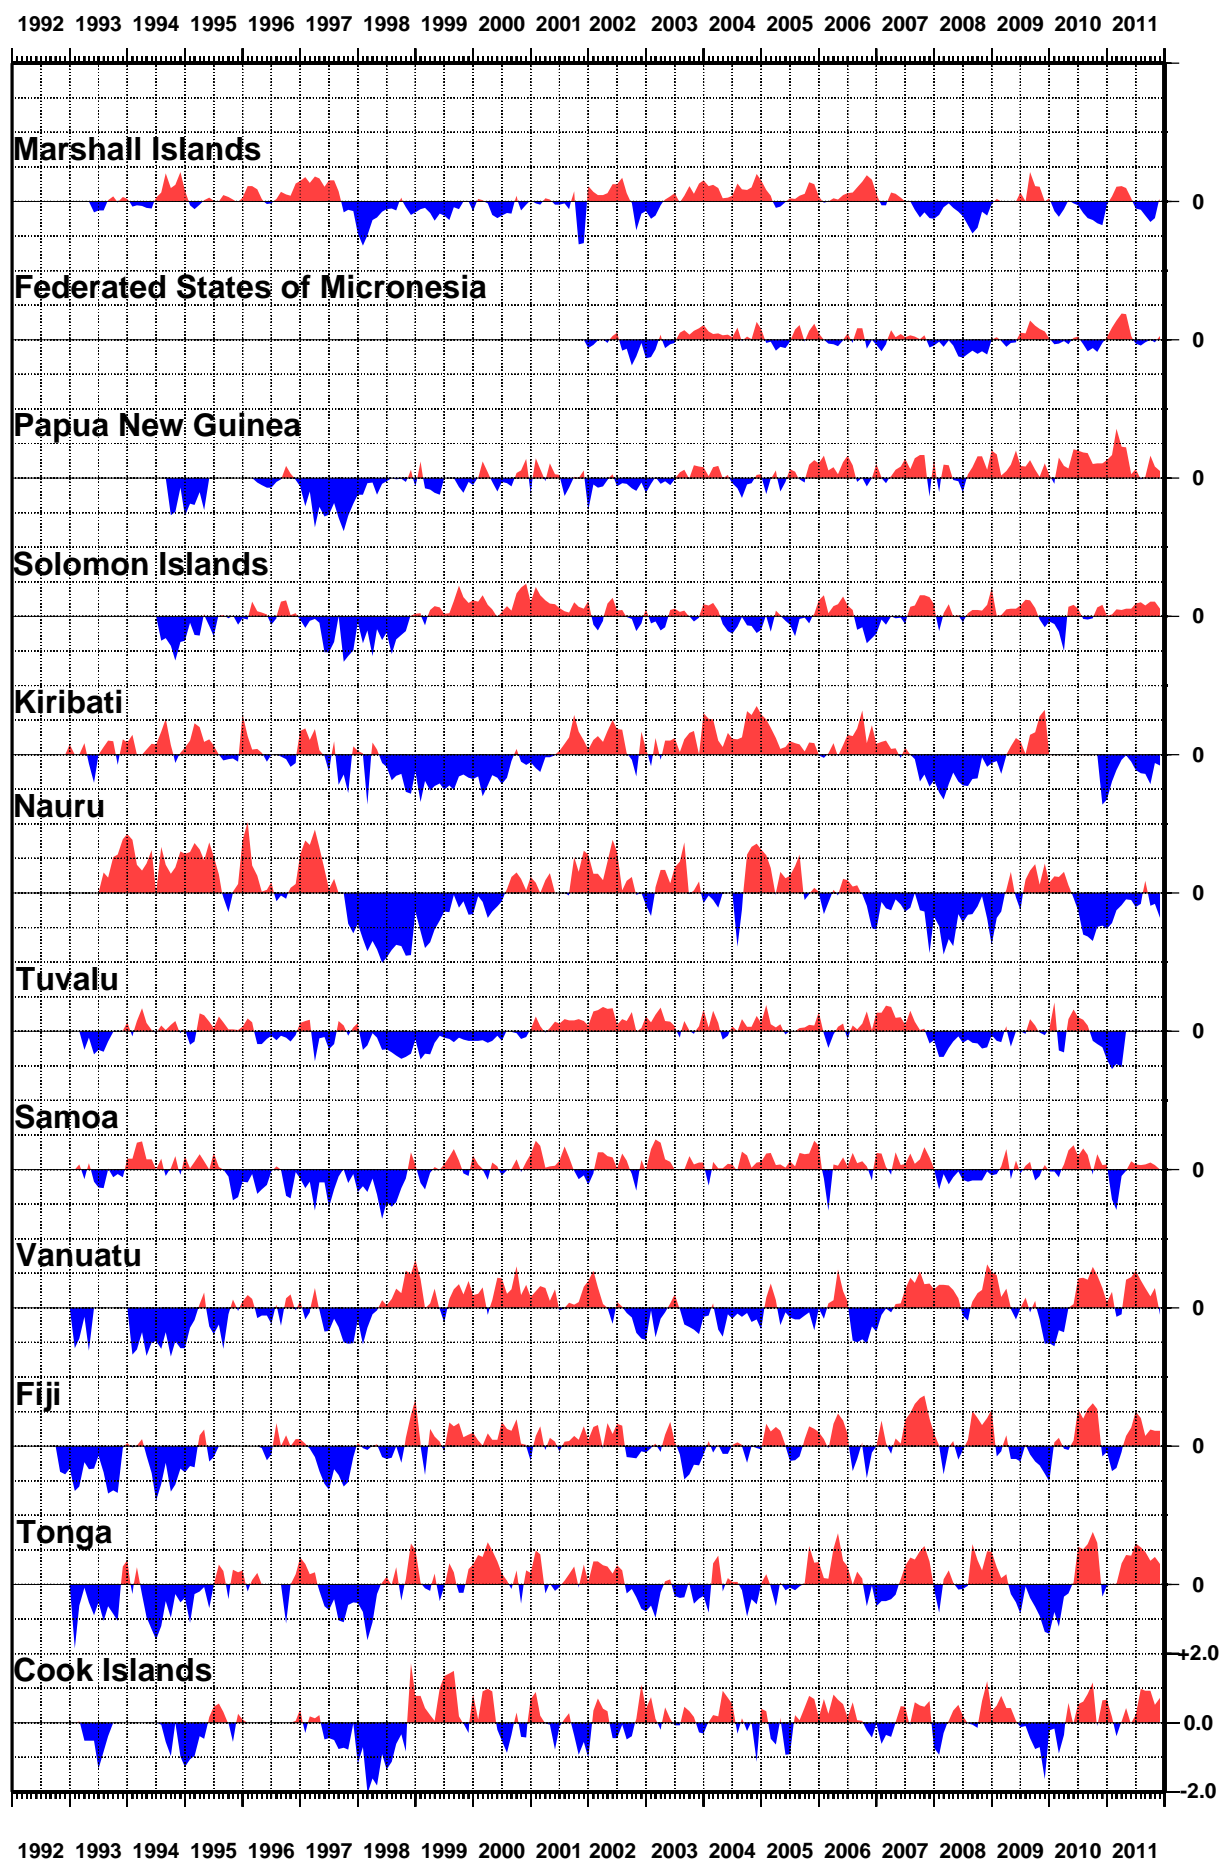 1992 1993 1994 1995 1996 1997 1998 1999 2000 2001 2002 2003 2004 2005 2006 2007 2008 2009 2010 2011
Marshall Islands
0
Federated States of Micronesia
0
Papua New Guinea
0
Solomon Islands
0
Kiribati
0
Nauru
0
Tuvalu
0
Samoa
0
Vanuatu
0
Fiji
0
Tonga
0
+2.0
Cook Islands
0.0
-2.0
1992 1993 1994 1995 1996 1997 1998 1999 2000 2001 2002 2003 2004 2005 2006 2007 2008 2009 2010 2011